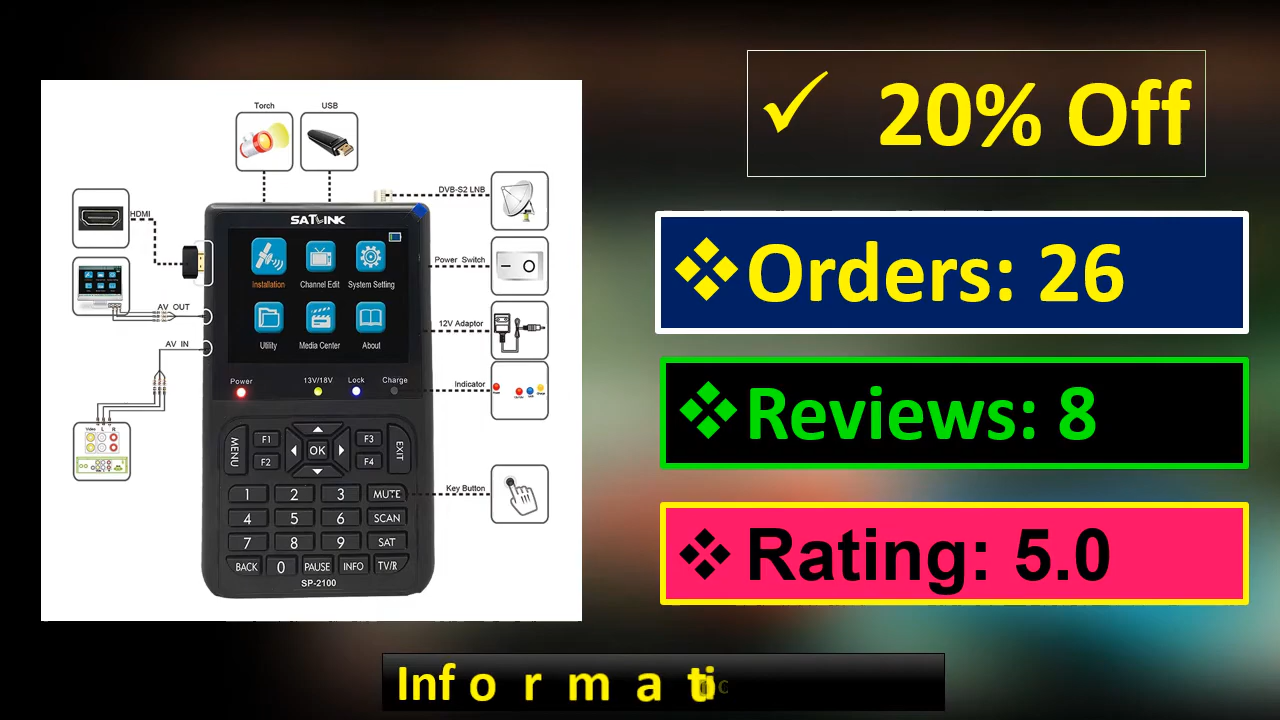 ✓ 20% Off
❖Orders: 26
❖Reviews: 8
❖Rating: 5.0
Torch
USB
DVB-S2 LNB
HDMI
SATLINK
Power Switch
Installation
Channel Edit
System Setting
AV OUT
12V Adaptor
AV IN
Utility
Media Center
About
Power
13V/18V
Lock
Charge
Indicator
Video L R
MENU
F1
F2
OK
F3
F4
EXIT
Key Button
1 2 3 MUTE
4 5 6 SCAN
7 8 9 SAT
BACK 0 PAUSE INFO TV/R
SP-2100
Informati